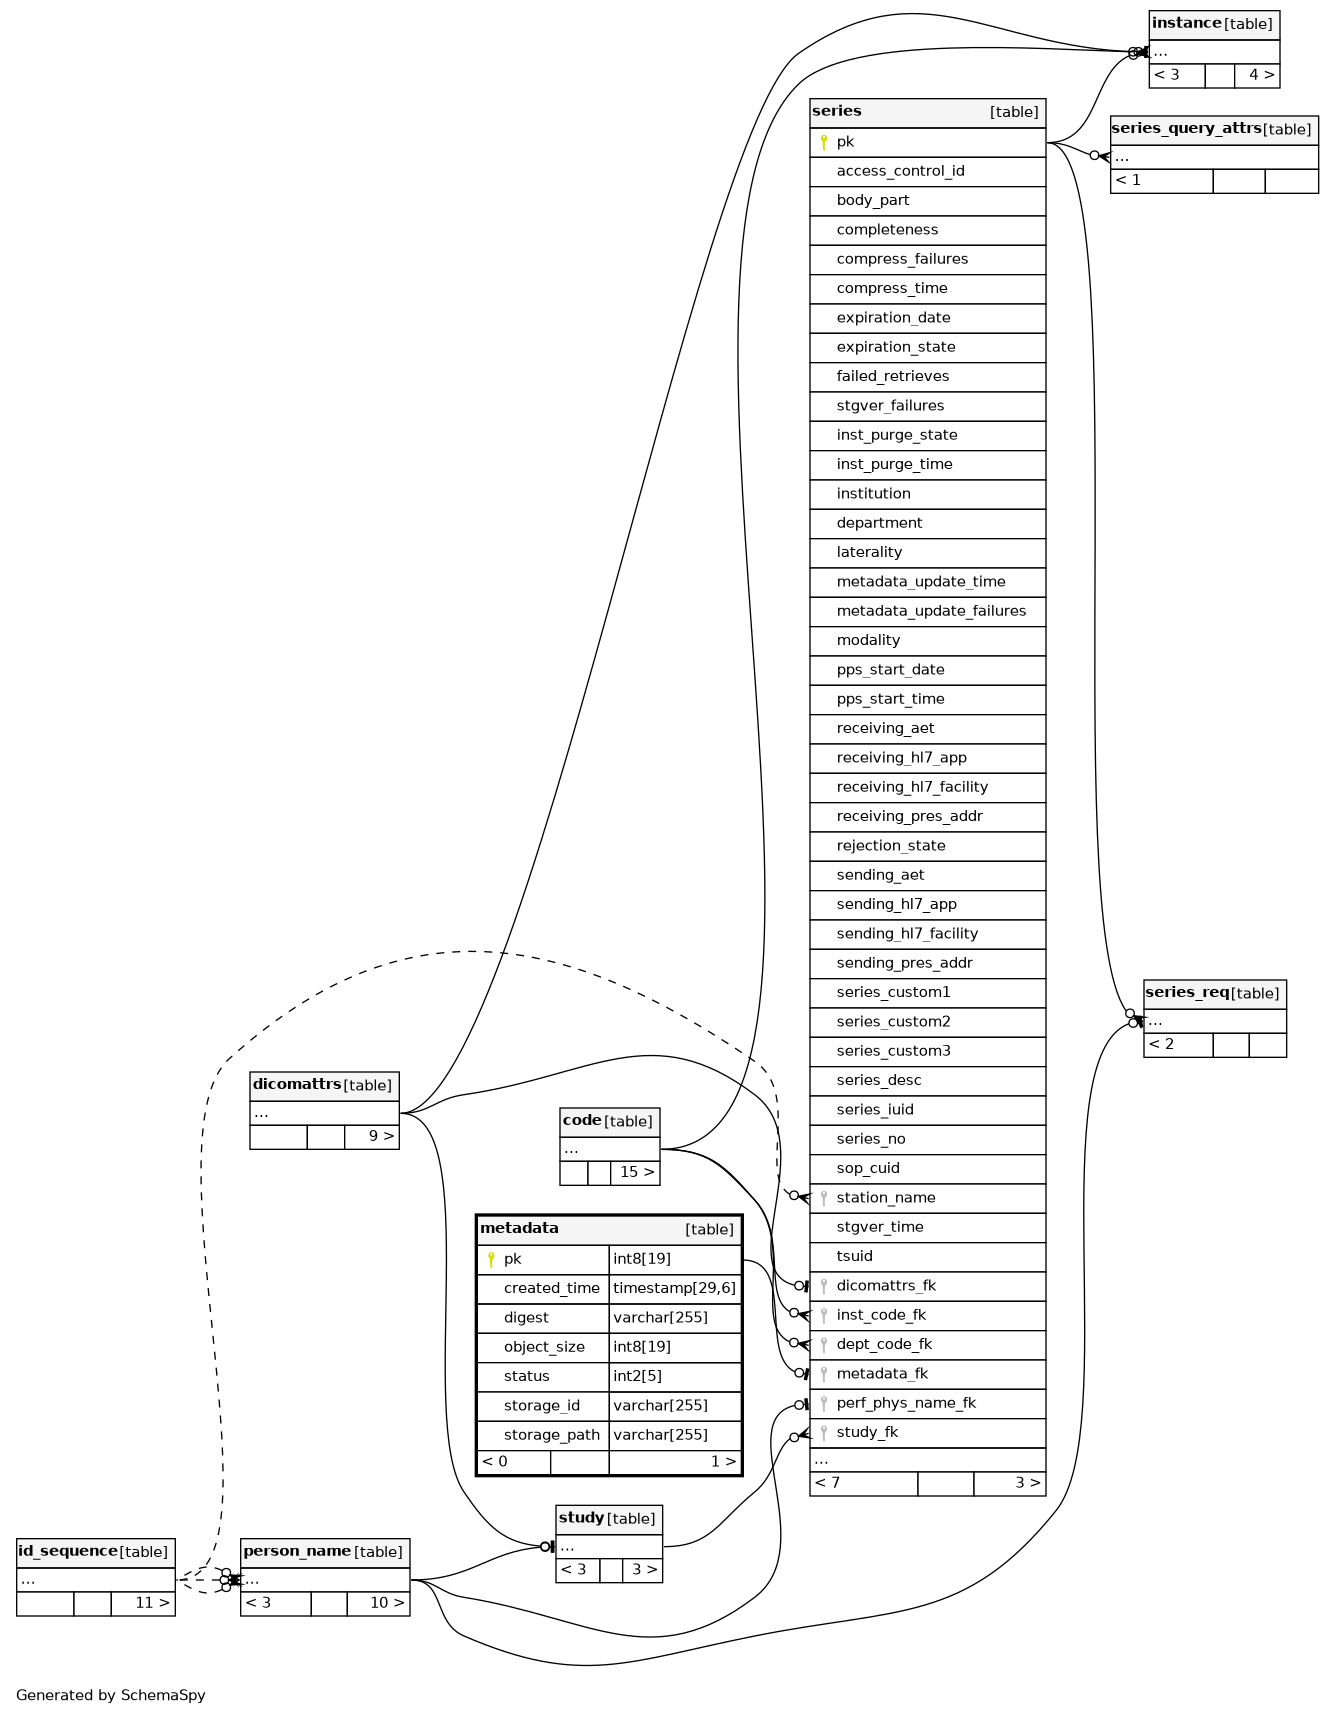 instance [table]
...
< 3 4 >
series_query_attrs [table]
...
< 1
series [table]
pk
access_control_id
body_part
completeness
compress_failures
compress_time
expiration_date
expiration_state
failed_retrieves
stgver_failures
inst_purge_state
inst_purge_time
institution
department
laterality
metadata_update_time
metadata_update_failures
modality
pps_start_date
pps_start_time
receiving_aet
receiving_hl7_app
receiving_hl7_facility
receiving_pres_addr
rejection_state
sending_aet
sending_hl7_app
sending_hl7_facility
sending_pres_addr
series_custom1
series_custom2
series_custom3
series_desc
series_iuid
series_no
sop_cuid
station_name
stgver_time
tsuid
dicomattrs_fk
inst_code_fk
dept_code_fk
metadata_fk
perf_phys_name_fk
study_fk
...
< 7 3 >
series_req [table]
...
< 2
dicomattrs [table]
...
9 >
code [table]
...
15 >
metadata [table]
pk int8[19]
created_time timestamp[29,6]
digest varchar[255]
object_size int8[19]
status int2[5]
storage_id varchar[255]
storage_path varchar[255]
< 0 1 >
study [table]
...
< 3 3 >
id_sequence [table]
...
11 >
person_name [table]
...
< 3 10 >
Generated by SchemaSpy